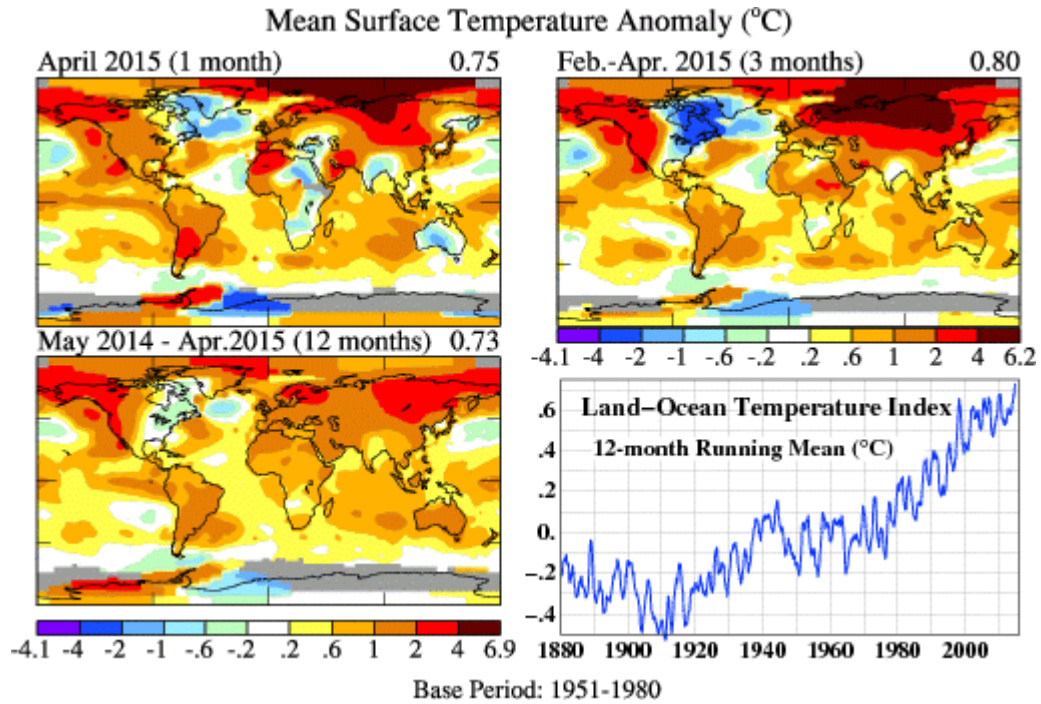 Mean Surface Temperature Anomaly (°C)
April 2015 (1 month) 0.75
Feb.-Apr. 2015 (3 months) 0.80
-4.1 -4 -2 -1 -.6 -.2 .2 .6 1 2 4 6.2
May 2014 - Apr.2015 (12 months) 0.73
-4.1 -4 -2 -1 -.6 -.2 .2 .6 1 2 4 6.9
Land-Ocean Temperature Index
12-month Running Mean (°C)
.6
.4
.2
0.
-.2
-.4
1880 1900 1920 1940 1960 1980 2000
Base Period: 1951-1980